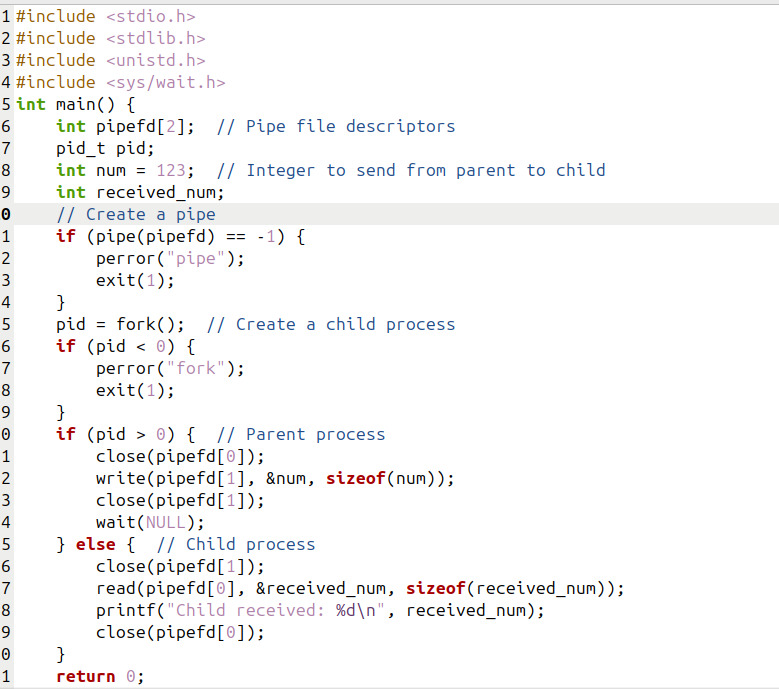 1 #include <stdio.h>
2 #include <stdlib.h>
3 #include <unistd.h>
4 #include <sys/wait.h>
5 int main() {
6     int pipefd[2];  // Pipe file descriptors
7     pid_t pid;
8     int num = 123;  // Integer to send from parent to child
9     int received_num;
0     // Create a pipe
1     if (pipe(pipefd) == -1) {
2         perror("pipe");
3         exit(1);
4     }
5     pid = fork();  // Create a child process
6     if (pid < 0) {
7         perror("fork");
8         exit(1);
9     }
0     if (pid > 0) {  // Parent process
1         close(pipefd[0]);
2         write(pipefd[1], &num, sizeof(num));
3         close(pipefd[1]);
4         wait(NULL);
5     } else {  // Child process
6         close(pipefd[1]);
7         read(pipefd[0], &received_num, sizeof(received_num));
8         printf("Child received: %d\n", received_num);
9         close(pipefd[0]);
0     }
1     return 0;